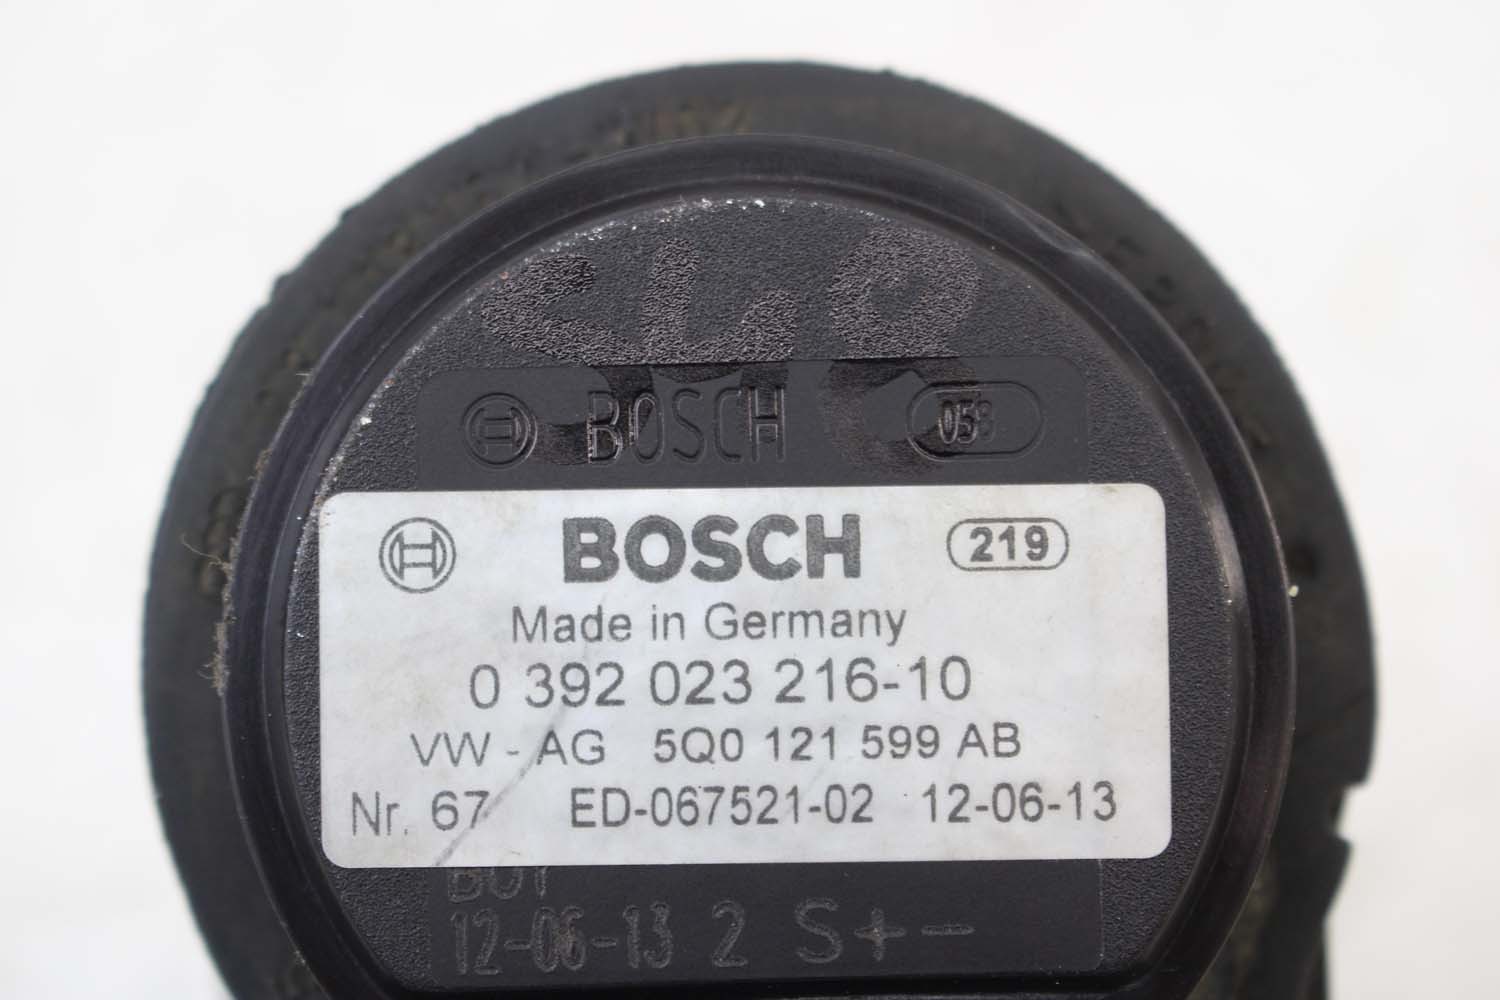 BOSCH 058
BOSCH 219
Made in Germany
0 392 023 216-10
VW - AG 5Q0 121 599 AB
Nr. 67 ED-067521-02 12-06-13
12-06-13 2 S + -